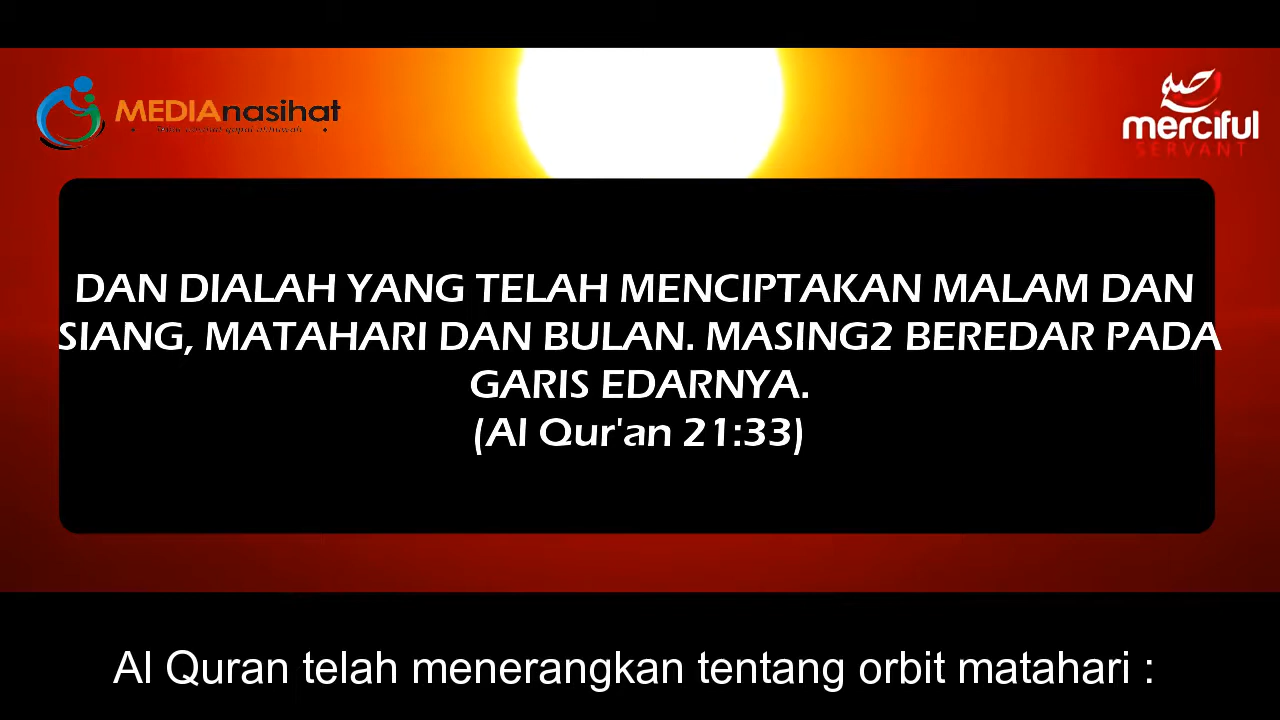 MEDIAnasihat
merciful
SERVANT
DAN DIALAH YANG TELAH MENCIPTAKAN MALAM DAN
SIANG, MATAHARI DAN BULAN. MASING2 BEREDAR PADA
GARIS EDARNYA.
(Al Qur'an 21:33)
Al Quran telah menerangkan tentang orbit matahari :